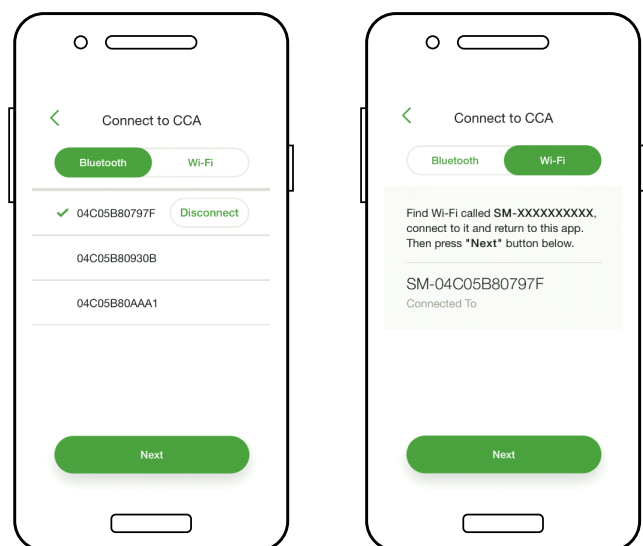 Connect to CCA
Bluetooth Wi-Fi
04C05B80797F Disconnect
04C05B80930B
04C05B80AAA1
Next
Connect to CCA
Bluetooth Wi-Fi
Find Wi-Fi called SM-XXXXXXXXXX,
connect to it and return to this app.
Then press "Next" button below.
SM-04C05B80797F
Connected To
Next